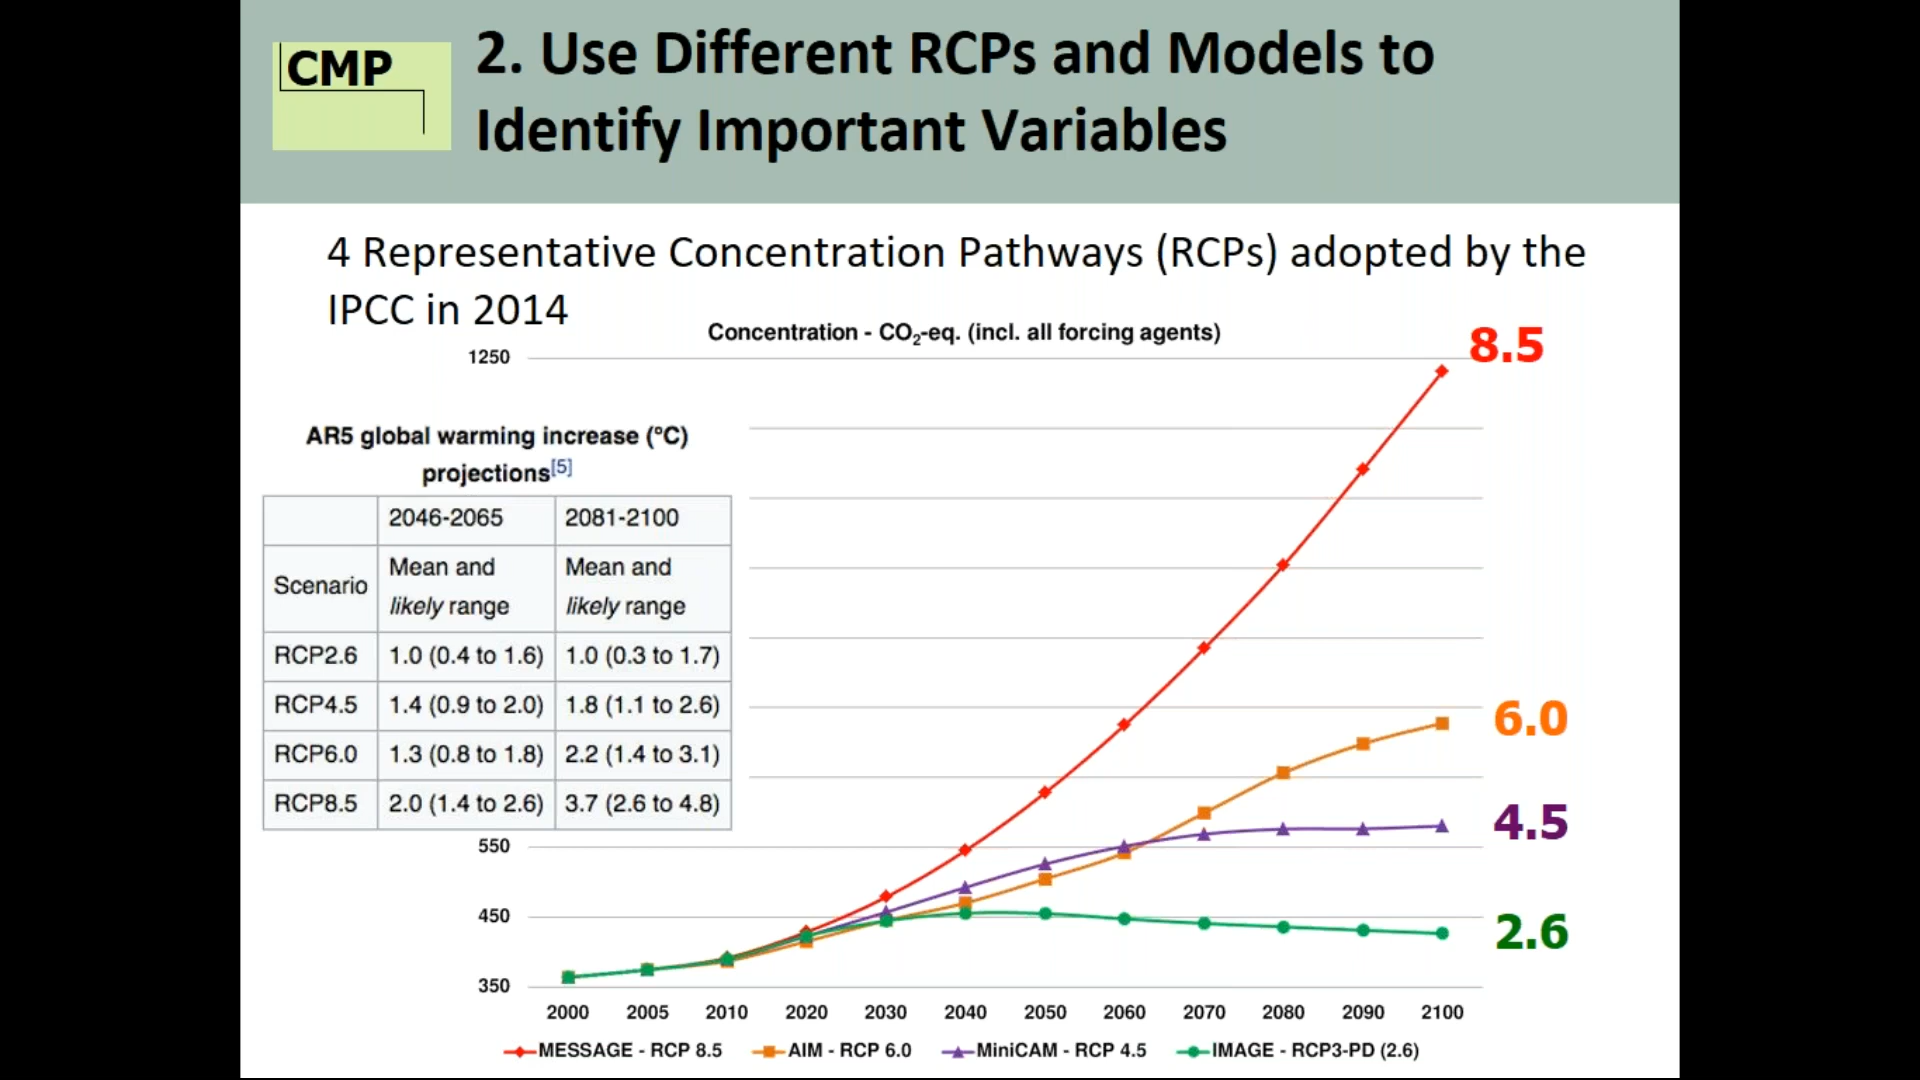 CMP
2. Use Different RCPs and Models to
Identify Important Variables
4 Representative Concentration Pathways (RCPs) adopted by the
IPCC in 2014
Concentration - CO₂-eq. (incl. all forcing agents)
8.5
1250
AR5 global warming increase (°C)
projections[5]
2046-2065 2081-2100
Scenario Mean and likely range Mean and likely range
RCP2.6 1.0 (0.4 to 1.6) 1.0 (0.3 to 1.7)
RCP4.5 1.4 (0.9 to 2.0) 1.8 (1.1 to 2.6)
RCP6.0 1.3 (0.8 to 1.8) 2.2 (1.4 to 3.1)
RCP8.5 2.0 (1.4 to 2.6) 3.7 (2.6 to 4.8)
6.0
4.5
550
450
2.6
350
2000 2005 2010 2020 2030 2040 2050 2060 2070 2080 2090 2100
MESSAGE - RCP 8.5 AIM - RCP 6.0 MiniCAM - RCP 4.5 IMAGE - RCP3-PD (2.6)